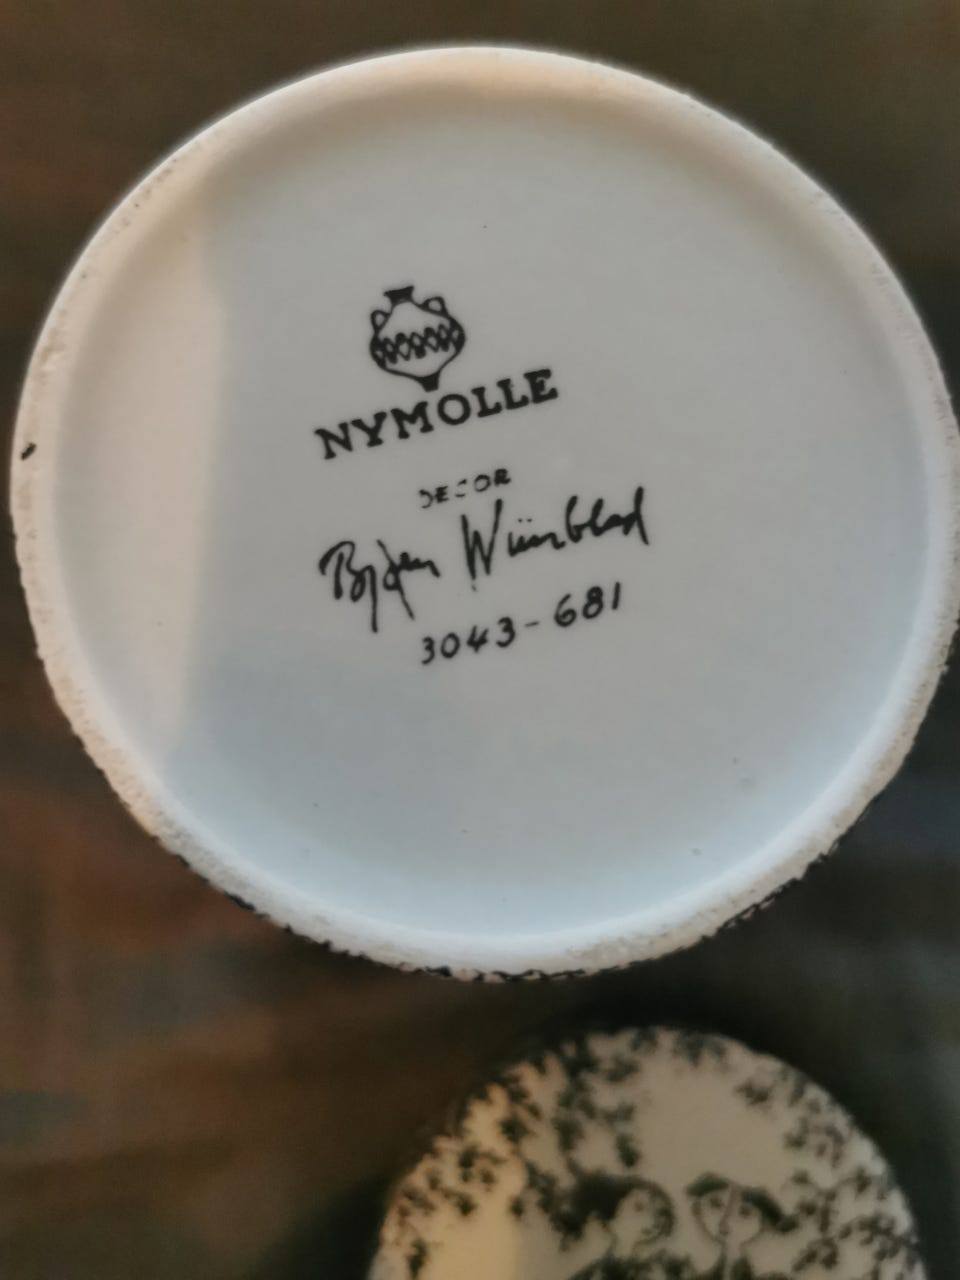 NYMOLLE
DECOR
Bjørn Wiinblad
3043-681